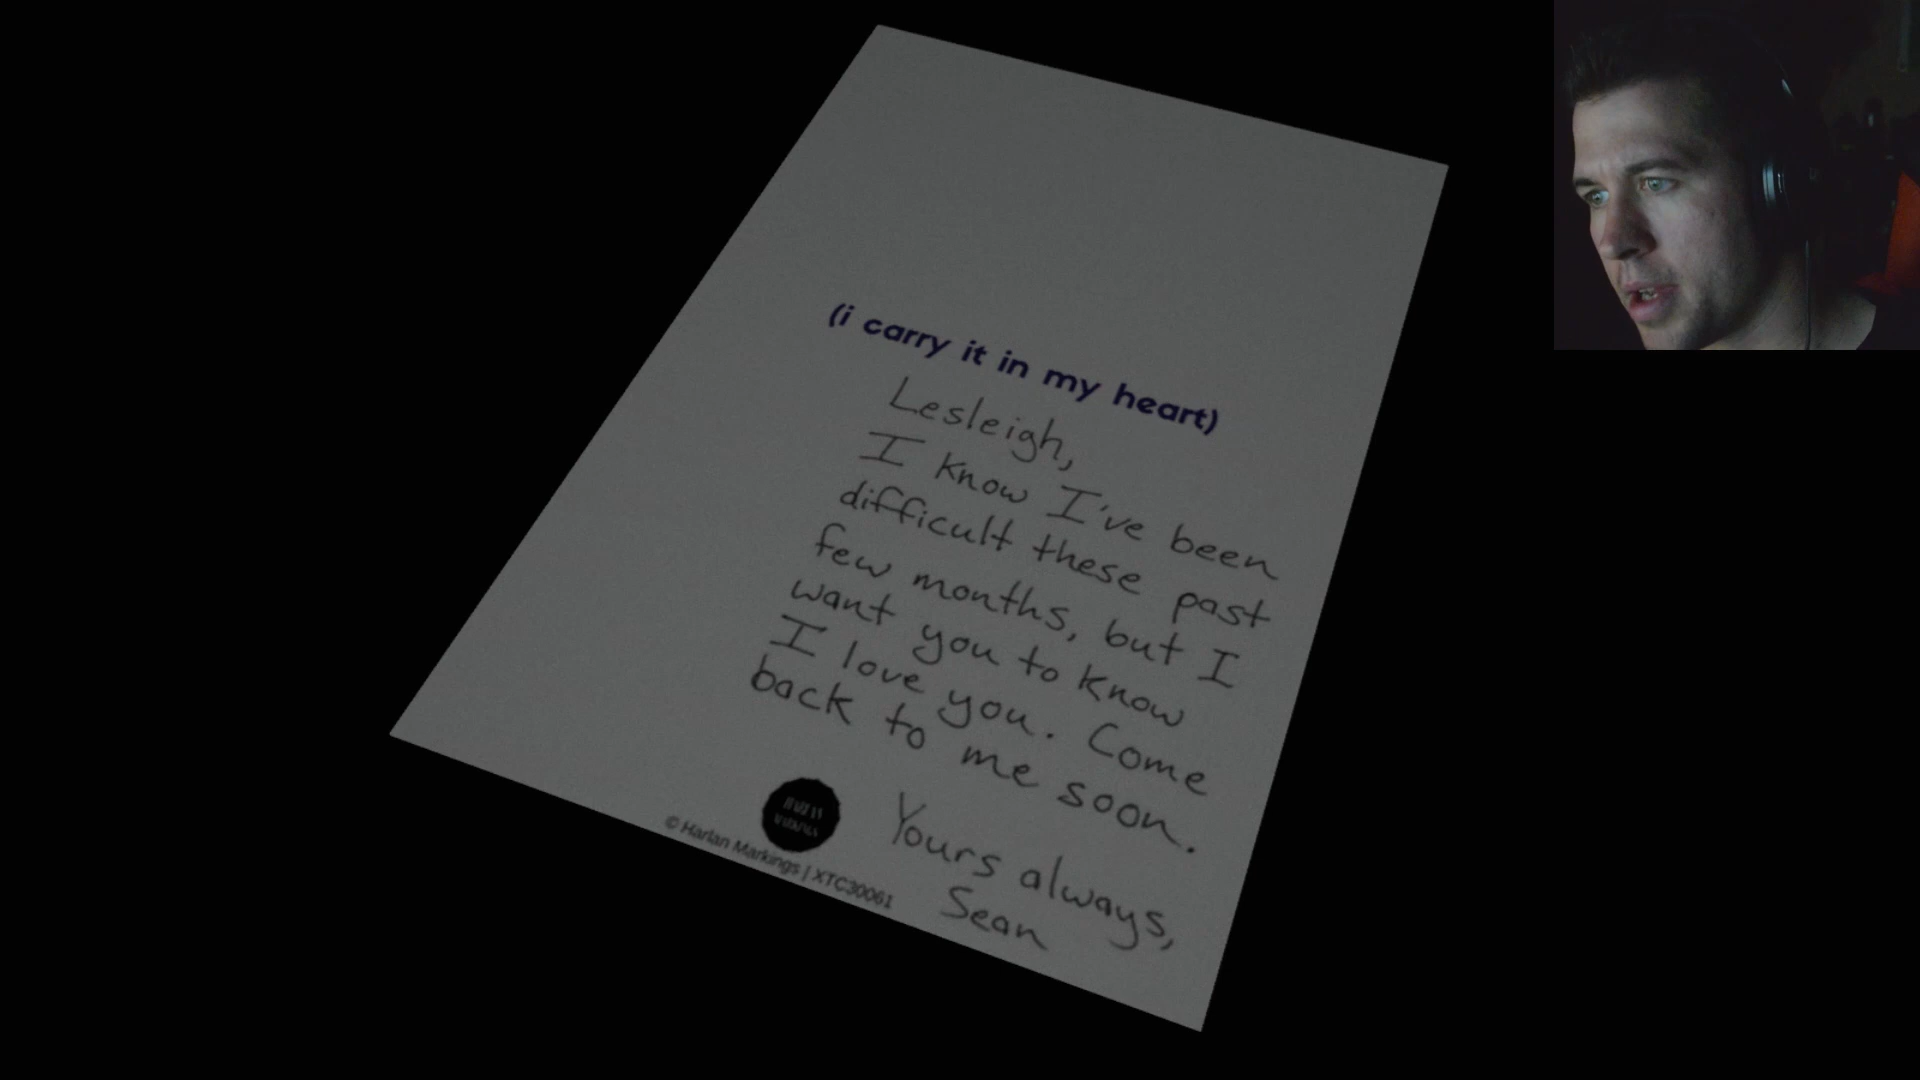 (i carry it in my heart)
Lesleigh,
I know I've been
difficult these past
few months, but I
want you to know
I love you. Come
back to me soon.
Yours always,
Sean
© Harlan Markings | XTC30061